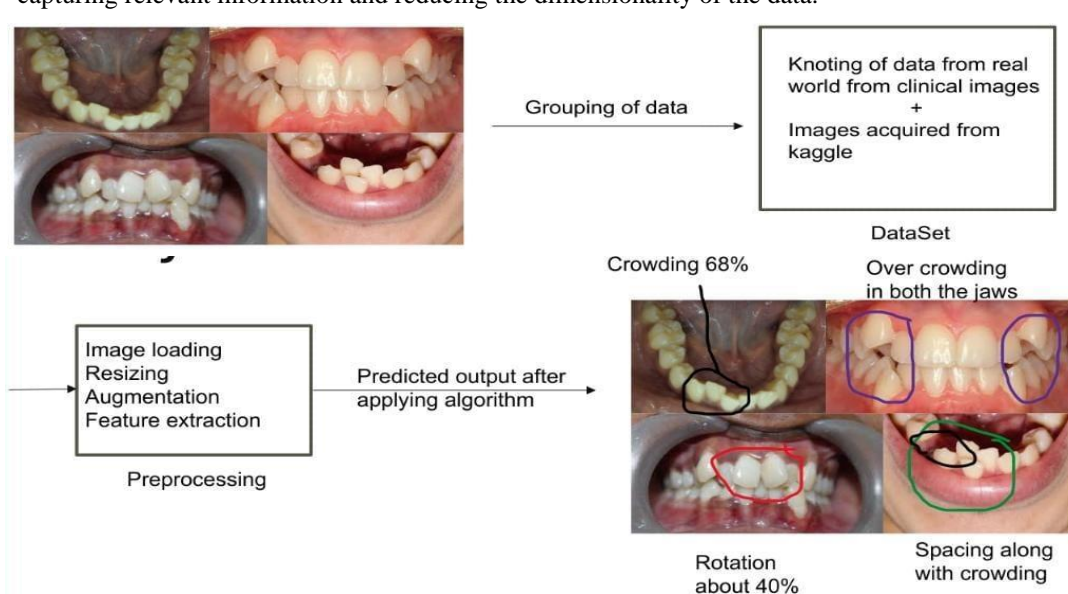 capturing relevant information and reducing the dimensionality of the data.
Grouping of data
Knoting of data from real
world from clinical images
+
Images acquired from
kaggle
DataSet
Image loading
Resizing
Augmentation
Feature extraction
Preprocessing
Predicted output after
applying algorithm
Crowding 68%
Over crowding
in both the jaws
Rotation
about 40%
Spacing along
with crowding